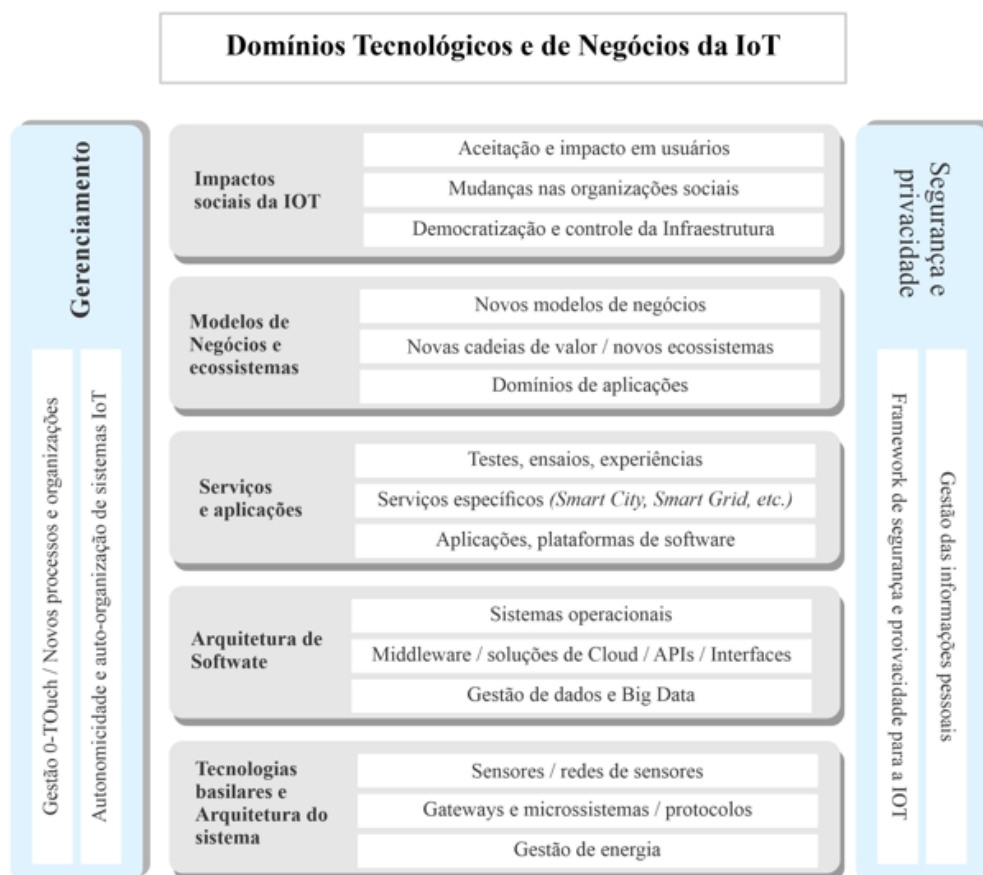 Domínios Tecnológicos e de Negócios da IoT
Gerenciamento
Gestão 0-TOuch / Novos processos e organizações
Autonomicidade e auto-organização de sistemas IoT
Impactos
sociais da IOT
Aceitação e impacto em usuários
Mudanças nas organizações sociais
Democratização e controle da Infraestrutura
Modelos de
Negócios e
ecossistemas
Novos modelos de negócios
Novas cadeias de valor / novos ecossistemas
Domínios de aplicações
Serviços
e aplicações
Testes, ensaios, experiências
Serviços específicos (Smart City, Smart Grid, etc.)
Aplicações, plataformas de software
Arquitetura de
Softwate
Sistemas operacionais
Middleware / soluções de Cloud / APIs / Interfaces
Gestão de dados e Big Data
Tecnologias
basilares e
Arquitetura do
sistema
Sensores / redes de sensores
Gateways e microssistemas / protocolos
Gestão de energia
Segurança e
privacidade
Gestão das informações pessoais
Framework de segurança e proivacidade para a IOT